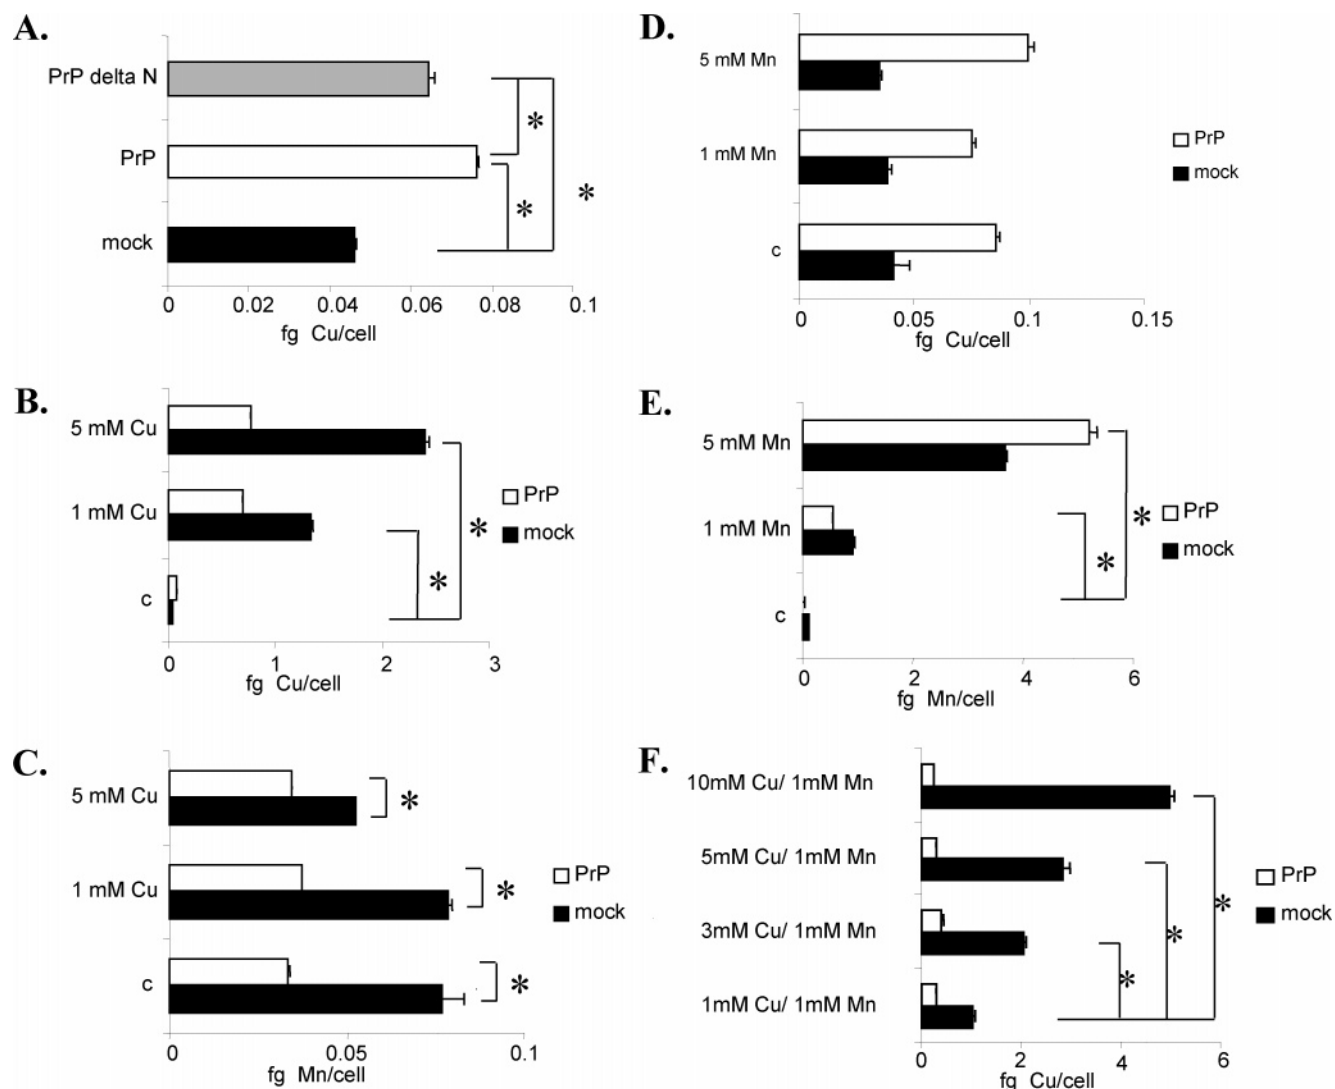 A.
PrP delta N
*
PrP
*
*
mock
0 0.02 0.04 0.06 0.08 0.1
fg Cu/cell
B.
5 mM Cu
1 mM Cu
PrP
mock
*
*
c
0 1 2 3
fg Cu/cell
C.
5 mM Cu
*
1 mM Cu
*
PrP
mock
c
*
0 0.05 0.1
fg Mn/cell
D.
5 mM Mn
1 mM Mn
PrP
mock
c
0 0.05 0.1 0.15
fg Cu/cell
E.
5 mM Mn
1 mM Mn
*
PrP
mock
*
c
0 2 4 6
fg Mn/cell
F.
10mM Cu/ 1mM Mn
5mM Cu/ 1mM Mn
PrP
mock
*
3mM Cu/ 1mM Mn
*
*
1mM Cu/ 1mM Mn
0 2 4 6
fg Cu/cell